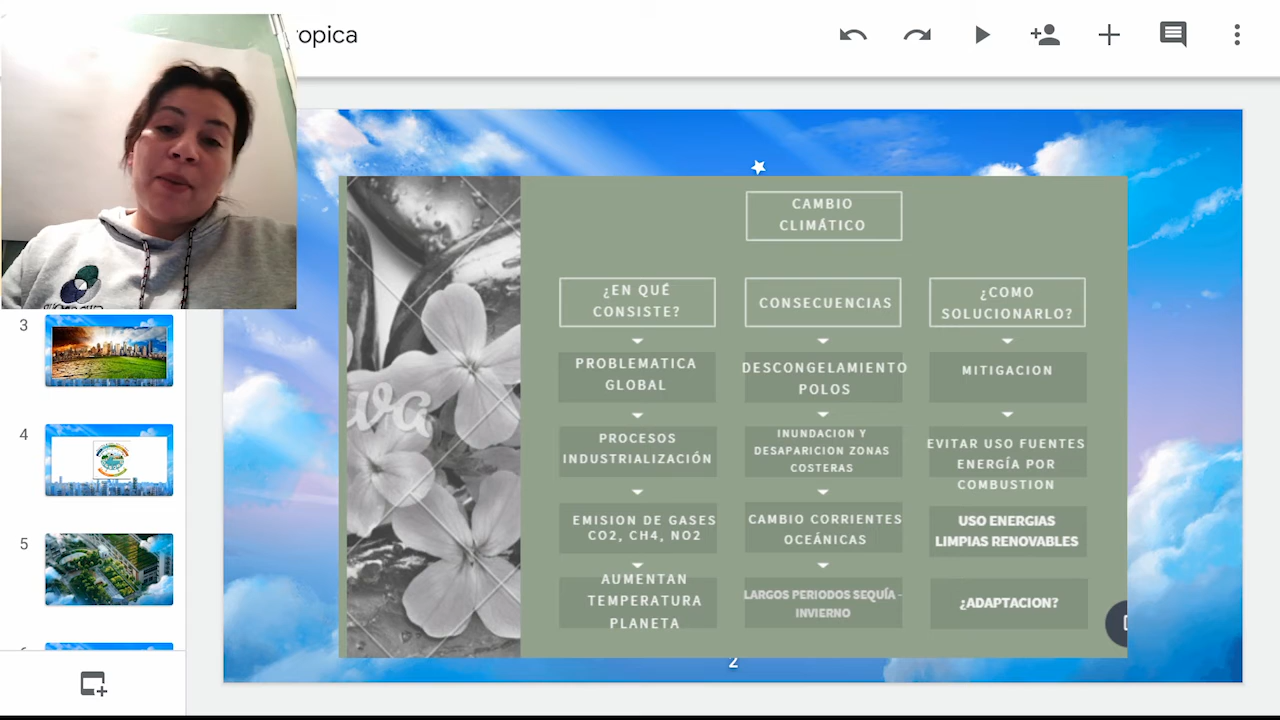 opica
CAMBIO
CLIMÁTICO
¿EN QUÉ
CONSISTE?
PROBLEMATICA
GLOBAL
PROCESOS
INDUSTRIALIZACIÓN
EMISION DE GASES
CO2, CH4, NO2
AUMENTAN
TEMPERATURA
PLANETA
CONSECUENCIAS
DESCONGELAMIENTO
POLOS
INUNDACION Y
DESAPARICION ZONAS
COSTERAS
CAMBIO CORRIENTES
OCEÁNICAS
LARGOS PERIODOS SEQUÍA -
INVIERNO
¿COMO
SOLUCIONARLO?
MITIGACION
EVITAR USO FUENTES
ENERGÍA POR
COMBUSTION
USO ENERGIAS
LIMPIAS RENOVABLES
¿ADAPTACION?
va
2
3
4
5